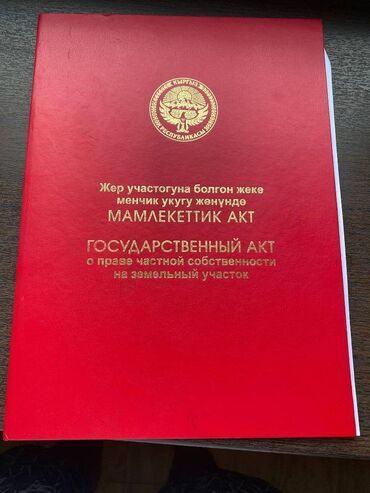 Жер участогуна болгон жеке
менчик укугу жөнүндө
МАМЛЕКЕТТИК АКТ
ГОСУДАРСТВЕННЫЙ АКТ
о праве частной собственности
на земельный участок